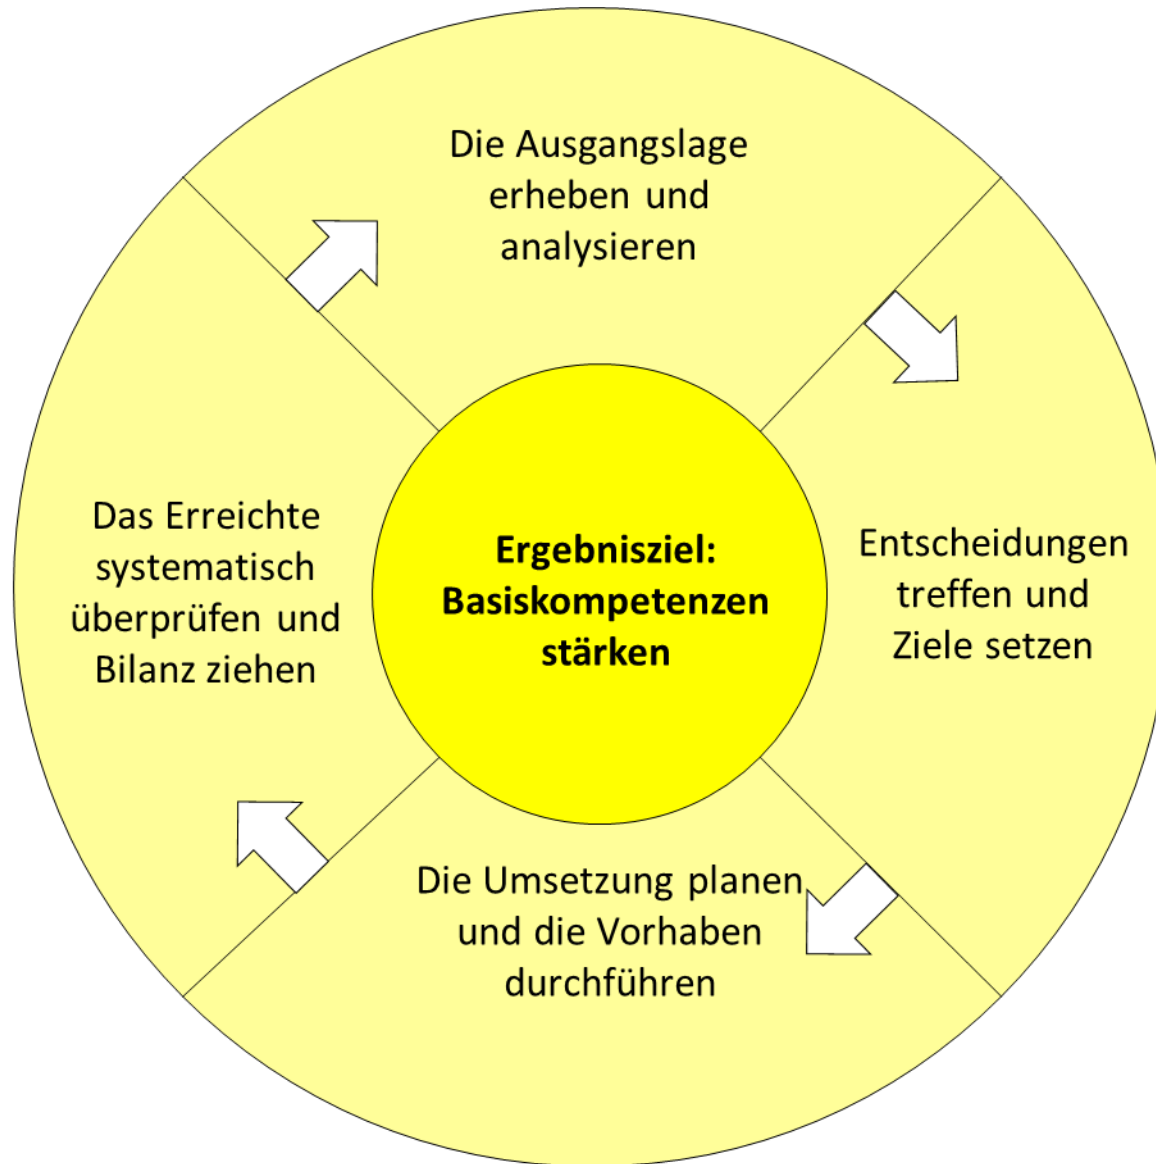 Die Ausgangslage
erheben und
analysieren
Entscheidungen
treffen und
Ziele setzen
Die Umsetzung planen
und die Vorhaben
durchführen
Das Erreichte
systematisch
überprüfen und
Bilanz ziehen
Ergebnisziel:
Basiskompetenzen
stärken